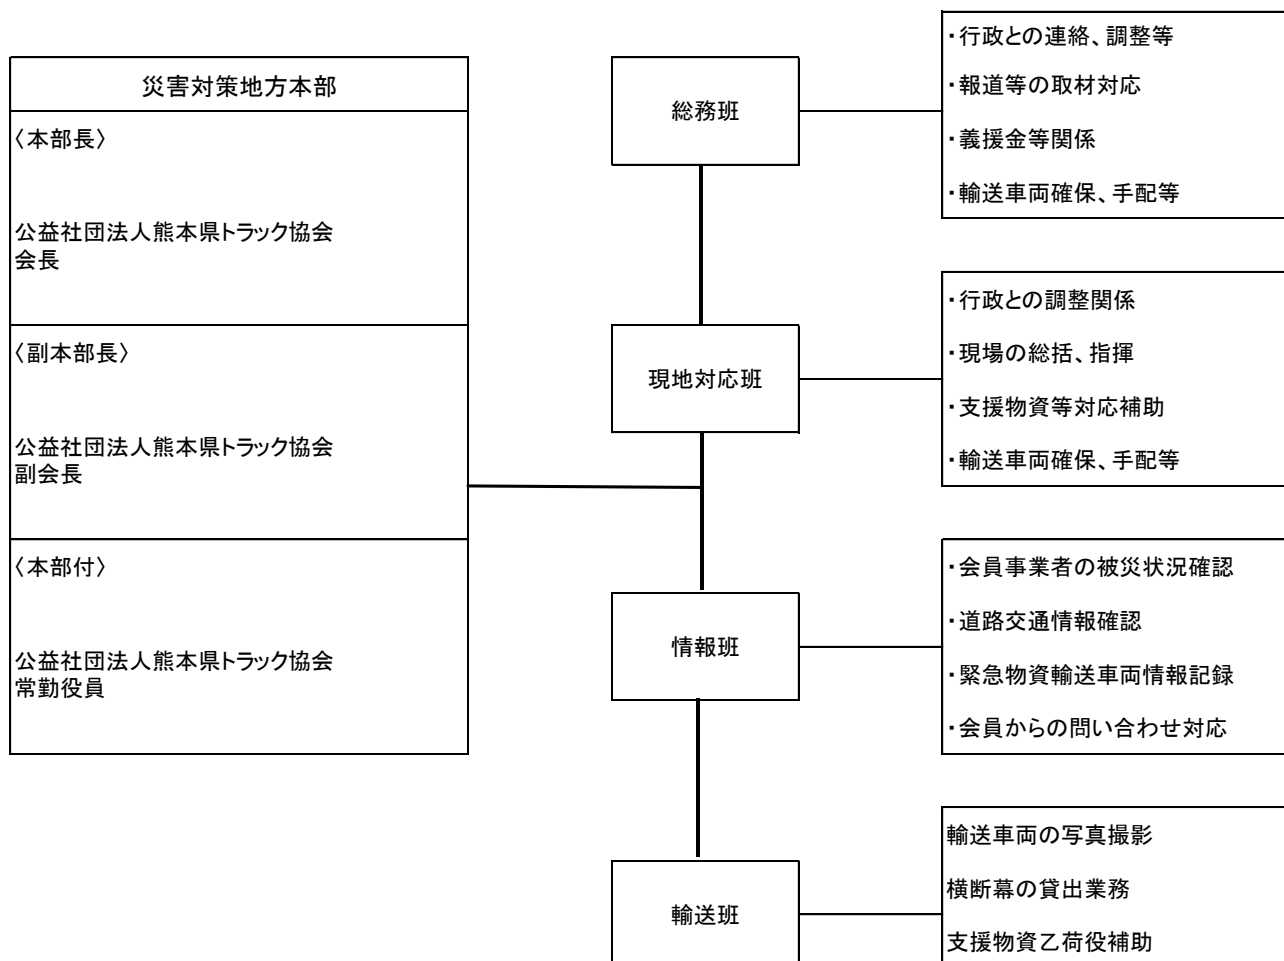 災害対策地方本部
〈本部長〉
公益社団法人熊本県トラック協会
会長
〈副本部長〉
公益社団法人熊本県トラック協会
副会長
〈本部付〉
公益社団法人熊本県トラック協会
常勤役員
総務班
・行政との連絡、調整等
・報道等の取材対応
・義援金等関係
・輸送車両確保、手配等
現地対応班
・行政との調整関係
・現場の総括、指揮
・支援物資等対応補助
・輸送車両確保、手配等
情報班
・会員事業者の被災状況確認
・道路交通情報確認
・緊急物資輸送車両情報記録
・会員からの問い合わせ対応
輸送班
輸送車両の写真撮影
横断幕の貸出業務
支援物資乙荷役補助